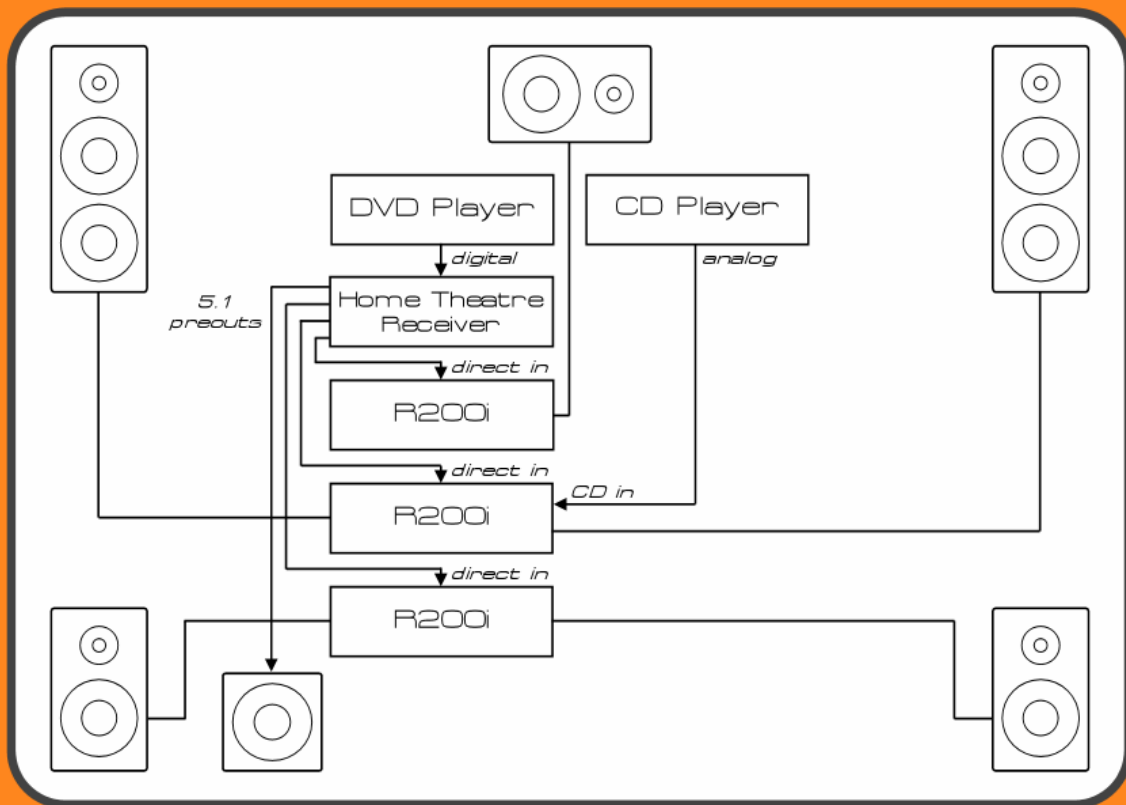 DVD Player
CD Player
digital
analog
5.1
preouts
Home Theatre
Receiver
direct in
R200i
direct in
CD in
R200i
direct in
R200i